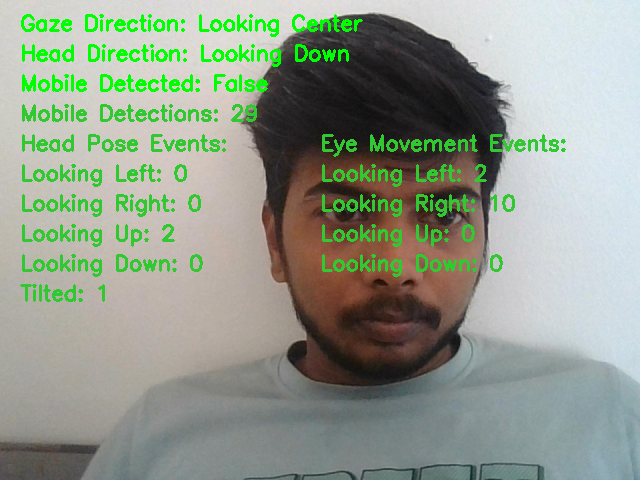 Gaze Direction: Looking Center
Head Direction: Looking Down
Mobile Detected: False
Mobile Detections: 29
Head Pose Events:
Looking Left: 0
Looking Right: 0
Looking Up: 2
Looking Down: 0
Tilted: 1
Eye Movement Events:
Looking Left: 2
Looking Right: 10
Looking Up: 0
Looking Down: 0